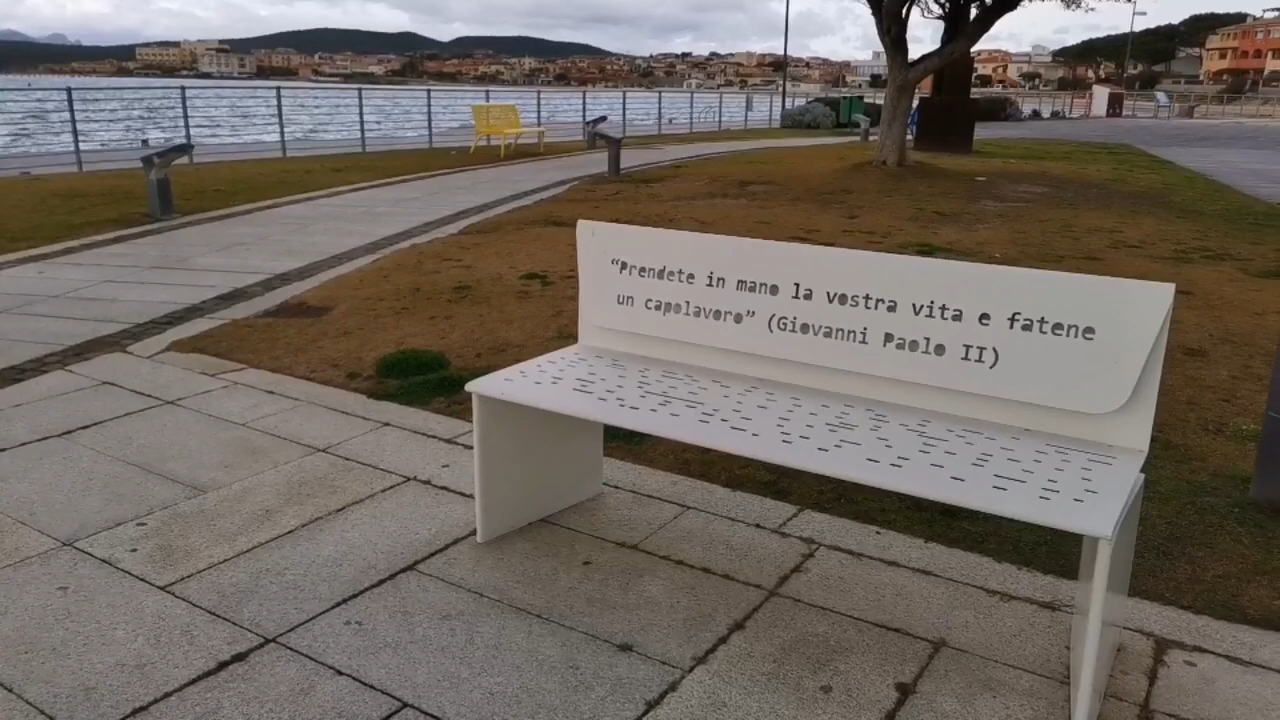 “Prendete in mano la vostra vita e fatene
un capolavoro” (Giovanni Paolo II)